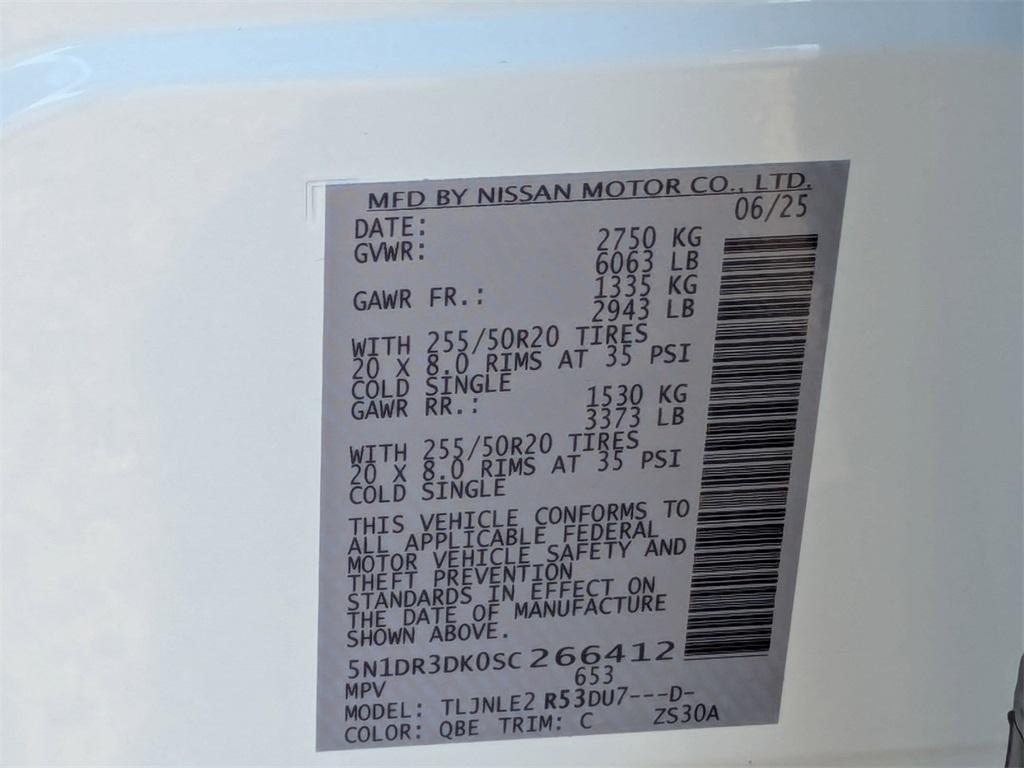 MFD BY NISSAN MOTOR CO., LTD.
DATE: 06/25
GVWR: 2750 KG
6063 LB
GAWR FR.: 1335 KG
2943 LB
WITH 255/50R20 TIRES
20 X 8.0 RIMS AT 35 PSI
COLD SINGLE
GAWR RR.: 1530 KG
3373 LB
WITH 255/50R20 TIRES
20 X 8.0 RIMS AT 35 PSI
COLD SINGLE
THIS VEHICLE CONFORMS TO
ALL APPLICABLE FEDERAL
MOTOR VEHICLE SAFETY AND
THEFT PREVENTION
STANDARDS IN EFFECT ON
THE DATE OF MANUFACTURE
SHOWN ABOVE.
5N1DR3DK0SC 266412
MPV 653
MODEL: TLJNLE2 R53DU7---D-
COLOR: QBE TRIM: C ZS30A